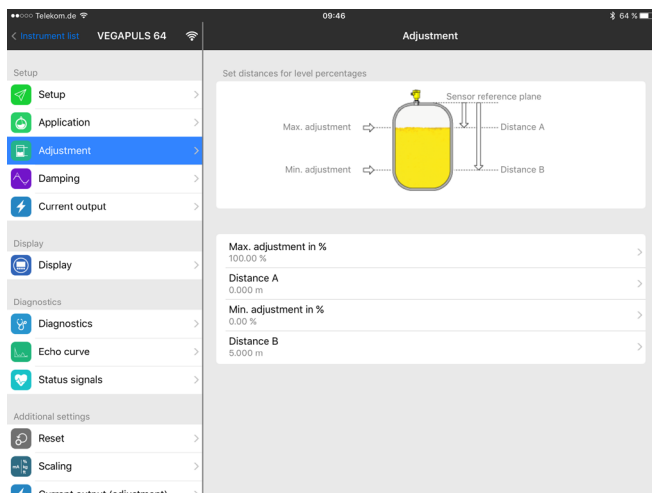 Telekom.de
09:46
64 %
Instrument list
VEGAPULS 64
Adjustment
Setup
Setup
Application
Adjustment
Damping
Current output
Display
Display
Diagnostics
Diagnostics
Echo curve
Status signals
Additional settings
Reset
Scaling
Current output (adjustment)
Set distances for level percentages
Sensor reference plane
Max. adjustment
Distance A
Min. adjustment
Distance B
Max. adjustment in %
100.00 %
Distance A
0.000 m
Min. adjustment in %
0.00 %
Distance B
5.000 m